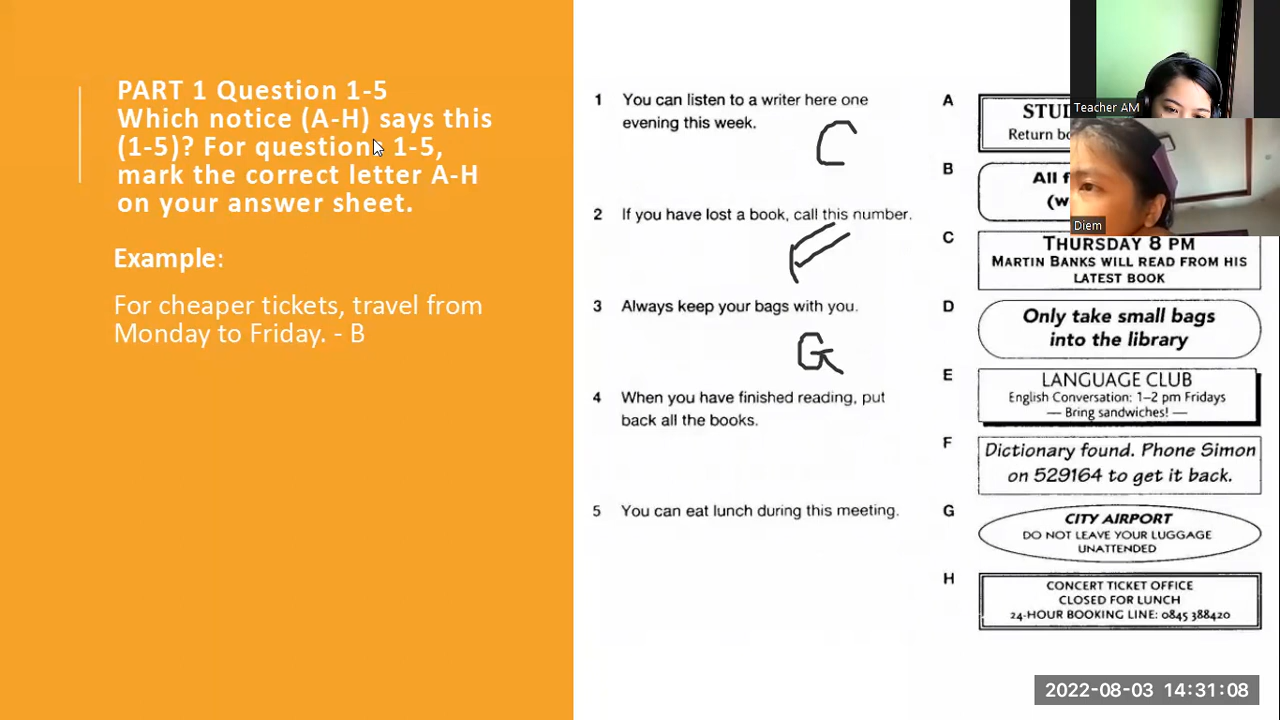 PART 1 Question 1-5
Which notice (A-H) says this
(1-5)? For question 1-5,
mark the correct letter A-H
on your answer sheet.
Example:
For cheaper tickets, travel from
Monday to Friday. - B
1 You can listen to a writer here one
evening this week.
C
2 If you have lost a book, call this number.
F
3 Always keep your bags with you.
G
4 When you have finished reading, put
back all the books.
5 You can eat lunch during this meeting.
A
Return
B
All
C
THURSDAY 8 PM
MARTIN BANKS WILL READ FROM HIS
LATEST BOOK
D
Only take small bags
into the library
E
LANGUAGE CLUB
English Conversation: 1–2 pm Fridays
— Bring sandwiches! —
F
Dictionary found. Phone Simon
on 529164 to get it back.
G
CITY AIRPORT
DO NOT LEAVE YOUR LUGGAGE
UNATTENDED
H
CONCERT TICKET OFFICE
CLOSED FOR LUNCH
24-HOUR BOOKING LINE: 0845 388420
Teacher AM
Diem
2022-08-03 14:31:08